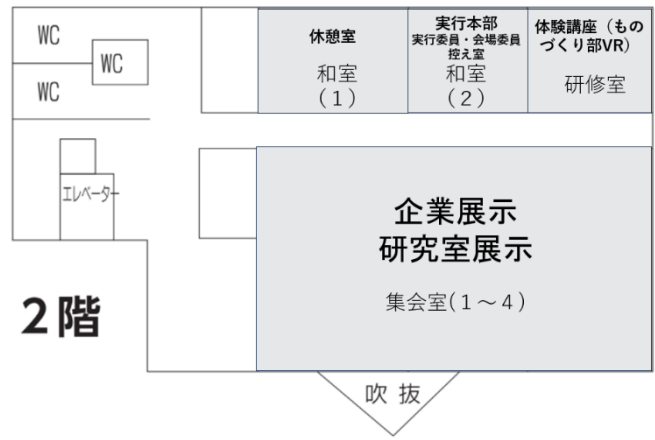 WC
WC
WC
エレベーター
2階
休憩室
和室
(1)
実行本部
実行委員・会場委員
控え室
和室
(2)
体験講座（もの
づくり部VR）
研修室
企業展示
研究室展示
集会室(1～4)
吹 抜